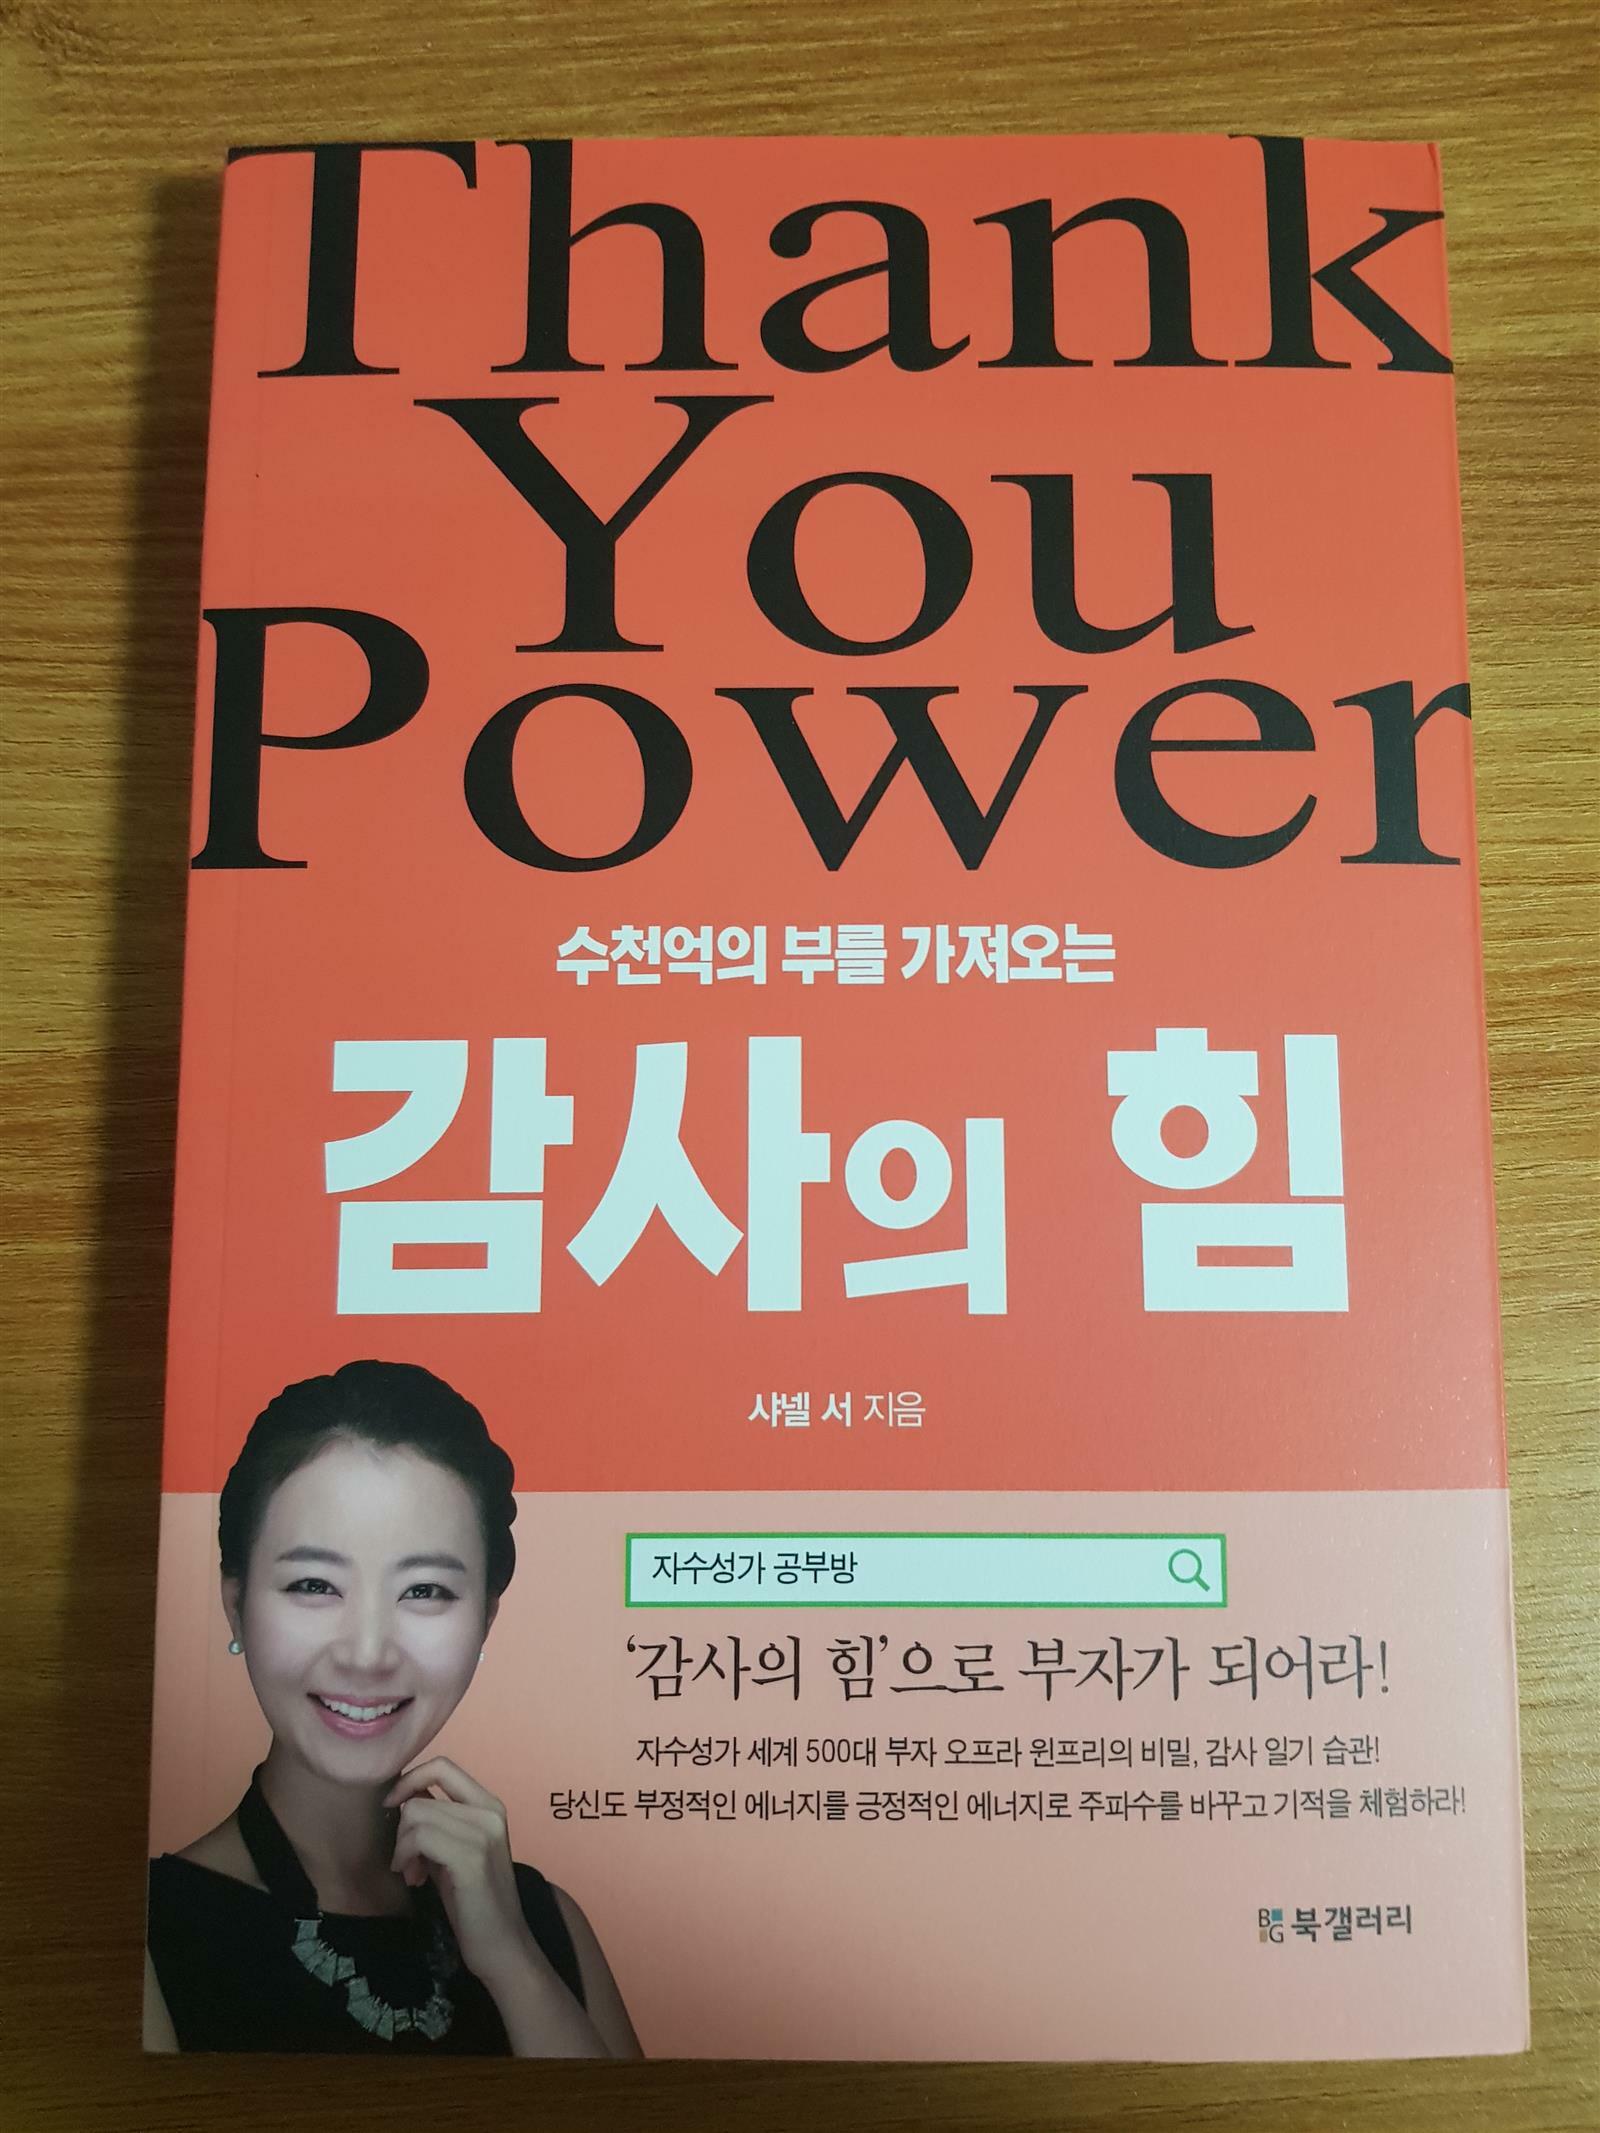 Thank
You
Power
수천억의 부를 가져오는
감사의 힘
샤넬 서 지음
자수성가 공부방
‘감사의 힘’으로 부자가 되어라!
자수성가 세계 500대 부자 오프라 윈프리의 비밀, 감사 일기 습관!
당신도 부정적인 에너지를 긍정적인 에너지로 주파수를 바꾸고 기적을 체험하라!
BG 북갤러리